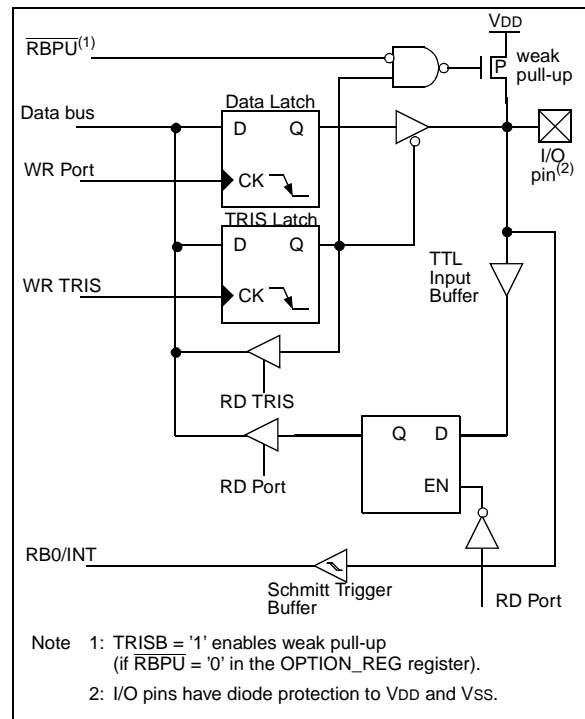 VDD
RBPU(1)
P
weak
pull-up
Data Latch
Data bus
D
Q
I/O
pin(2)
WR Port
CK
TRIS Latch
D
Q
TTL
Input
Buffer
WR TRIS
CK
RD TRIS
Q
D
RD Port
EN
RB0/INT
Schmitt Trigger
Buffer
RD Port
Note 1: TRISB = '1' enables weak pull-up
(if RBPU = '0' in the OPTION_REG register).
2: I/O pins have diode protection to VDD and VSS.